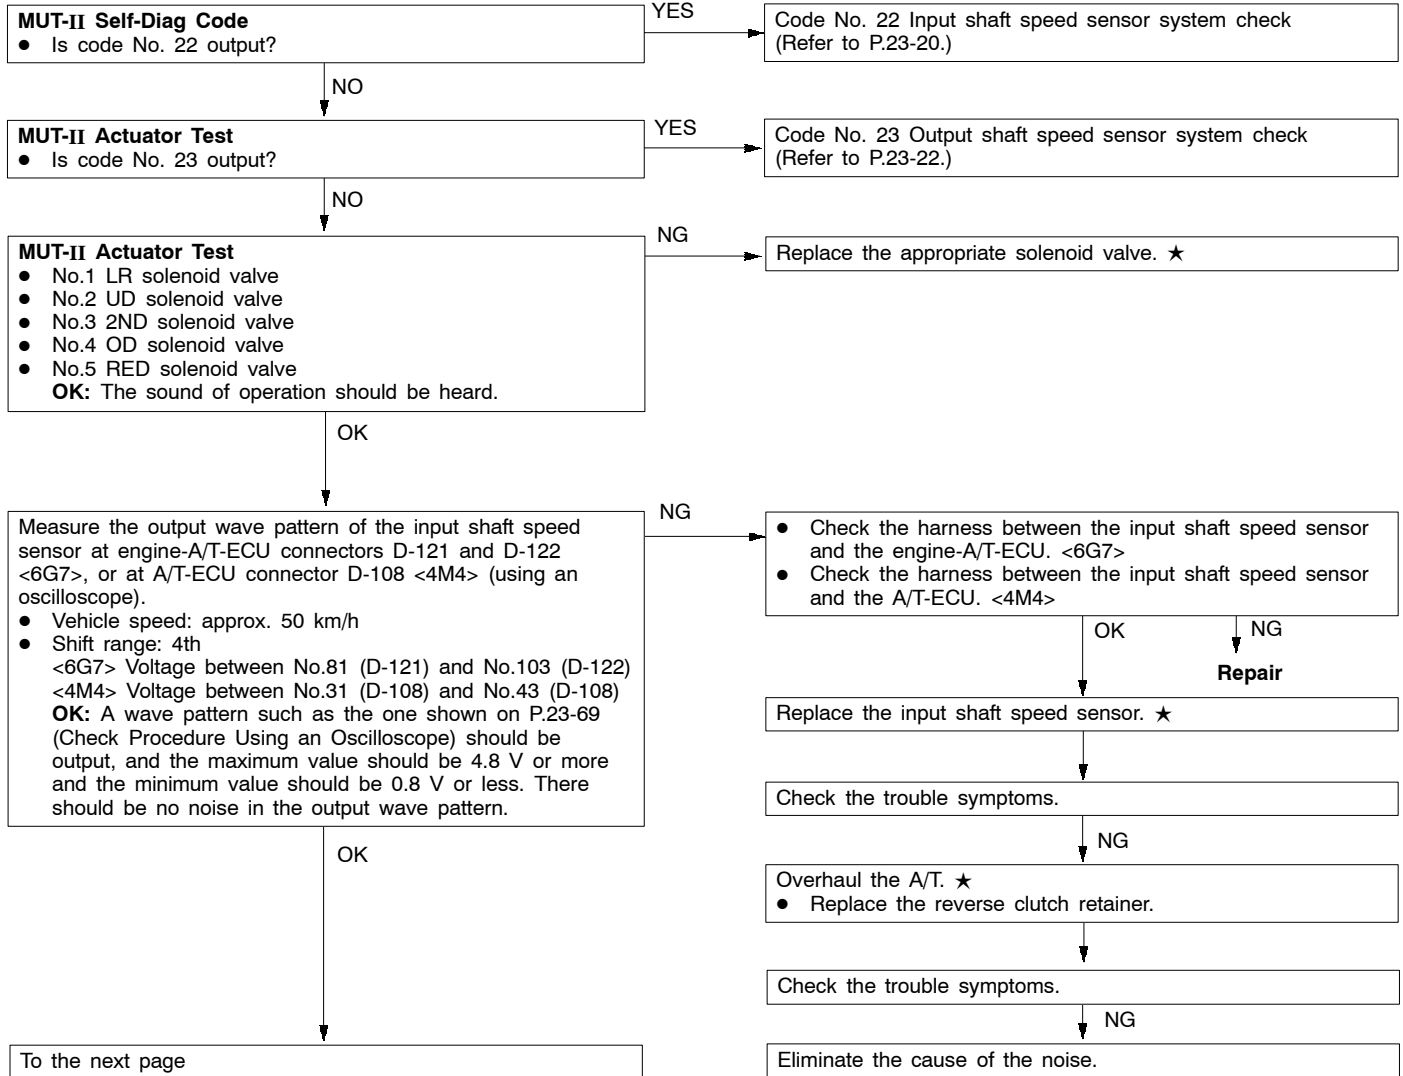 MUT-II Self-Diag Code
● Is code No. 22 output?
YES
Code No. 22 Input shaft speed sensor system check
(Refer to P.23-20.)
NO
MUT-II Actuator Test
● Is code No. 23 output?
YES
Code No. 23 Output shaft speed sensor system check
(Refer to P.23-22.)
NO
MUT-II Actuator Test
● No.1 LR solenoid valve
● No.2 UD solenoid valve
● No.3 2ND solenoid valve
● No.4 OD solenoid valve
● No.5 RED solenoid valve
OK: The sound of operation should be heard.
NG
Replace the appropriate solenoid valve. ★
OK
Measure the output wave pattern of the input shaft speed
sensor at engine-A/T-ECU connectors D-121 and D-122
<6G7>, or at A/T-ECU connector D-108 <4M4> (using an
oscilloscope).
● Vehicle speed: approx. 50 km/h
● Shift range: 4th
<6G7> Voltage between No.81 (D-121) and No.103 (D-122)
<4M4> Voltage between No.31 (D-108) and No.43 (D-108)
OK: A wave pattern such as the one shown on P.23-69
(Check Procedure Using an Oscilloscope) should be
output, and the maximum value should be 4.8 V or more
and the minimum value should be 0.8 V or less. There
should be no noise in the output wave pattern.
NG
● Check the harness between the input shaft speed sensor
and the engine-A/T-ECU. <6G7>
● Check the harness between the input shaft speed sensor
and the A/T-ECU. <4M4>
OK
NG
Repair
Replace the input shaft speed sensor. ★
Check the trouble symptoms.
NG
Overhaul the A/T. ★
● Replace the reverse clutch retainer.
Check the trouble symptoms.
NG
Eliminate the cause of the noise.
OK
To the next page